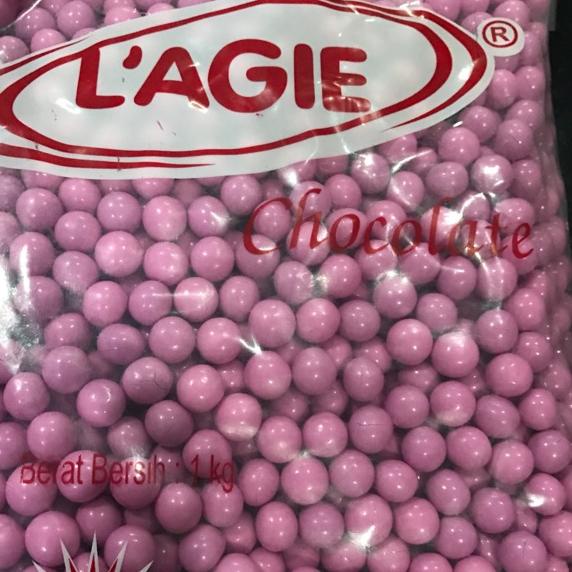 L'AGIE®
Chocolate
Berat Bersih : 1 kg